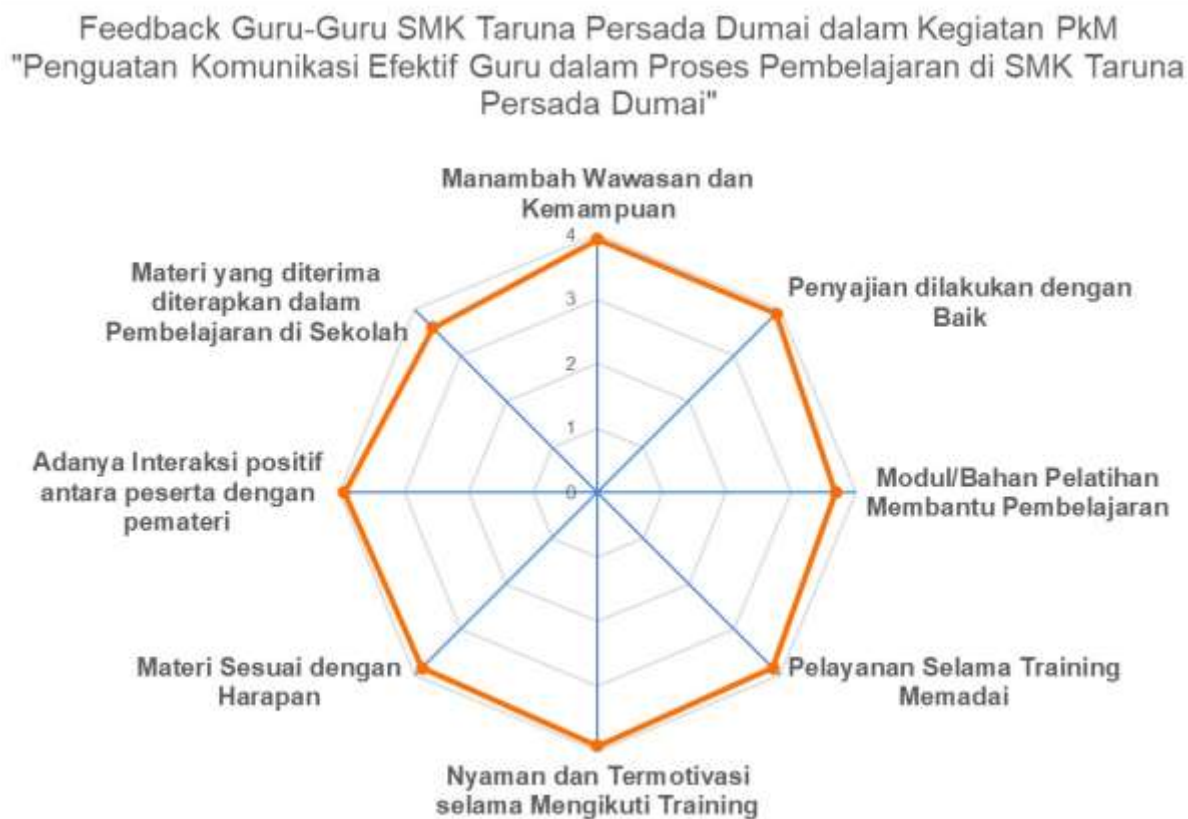 Feedback Guru-Guru SMK Taruna Persada Dumai dalam Kegiatan PkM
"Penguatan Komunikasi Efektif Guru dalam Proses Pembelajaran di SMK Taruna
Persada Dumai"
Manambah Wawasan dan
Kemampuan
Penyajian dilakukan dengan
Baik
Modul/Bahan Pelatihan
Membantu Pembelajaran
Pelayanan Selama Training
Memadai
Nyaman dan Termotivasi
selama Mengikuti Training
Materi Sesuai dengan
Harapan
Adanya Interaksi positif
antara peserta dengan
pemateri
Materi yang diterima
diterapkan dalam
Pembelajaran di Sekolah
4
3
2
1
0